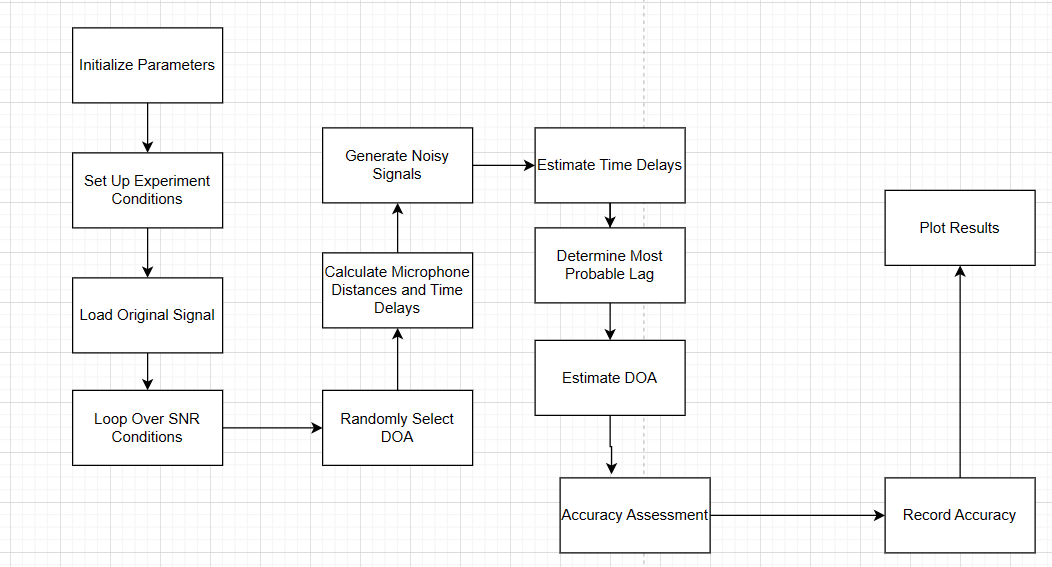 Initialize Parameters
Set Up Experiment
Conditions
Load Original Signal
Loop Over SNR
Conditions
Randomly Select
DOA
Calculate Microphone
Distances and Time
Delays
Generate Noisy
Signals
Estimate Time Delays
Determine Most
Probable Lag
Estimate DOA
Accuracy Assessment
Record Accuracy
Plot Results